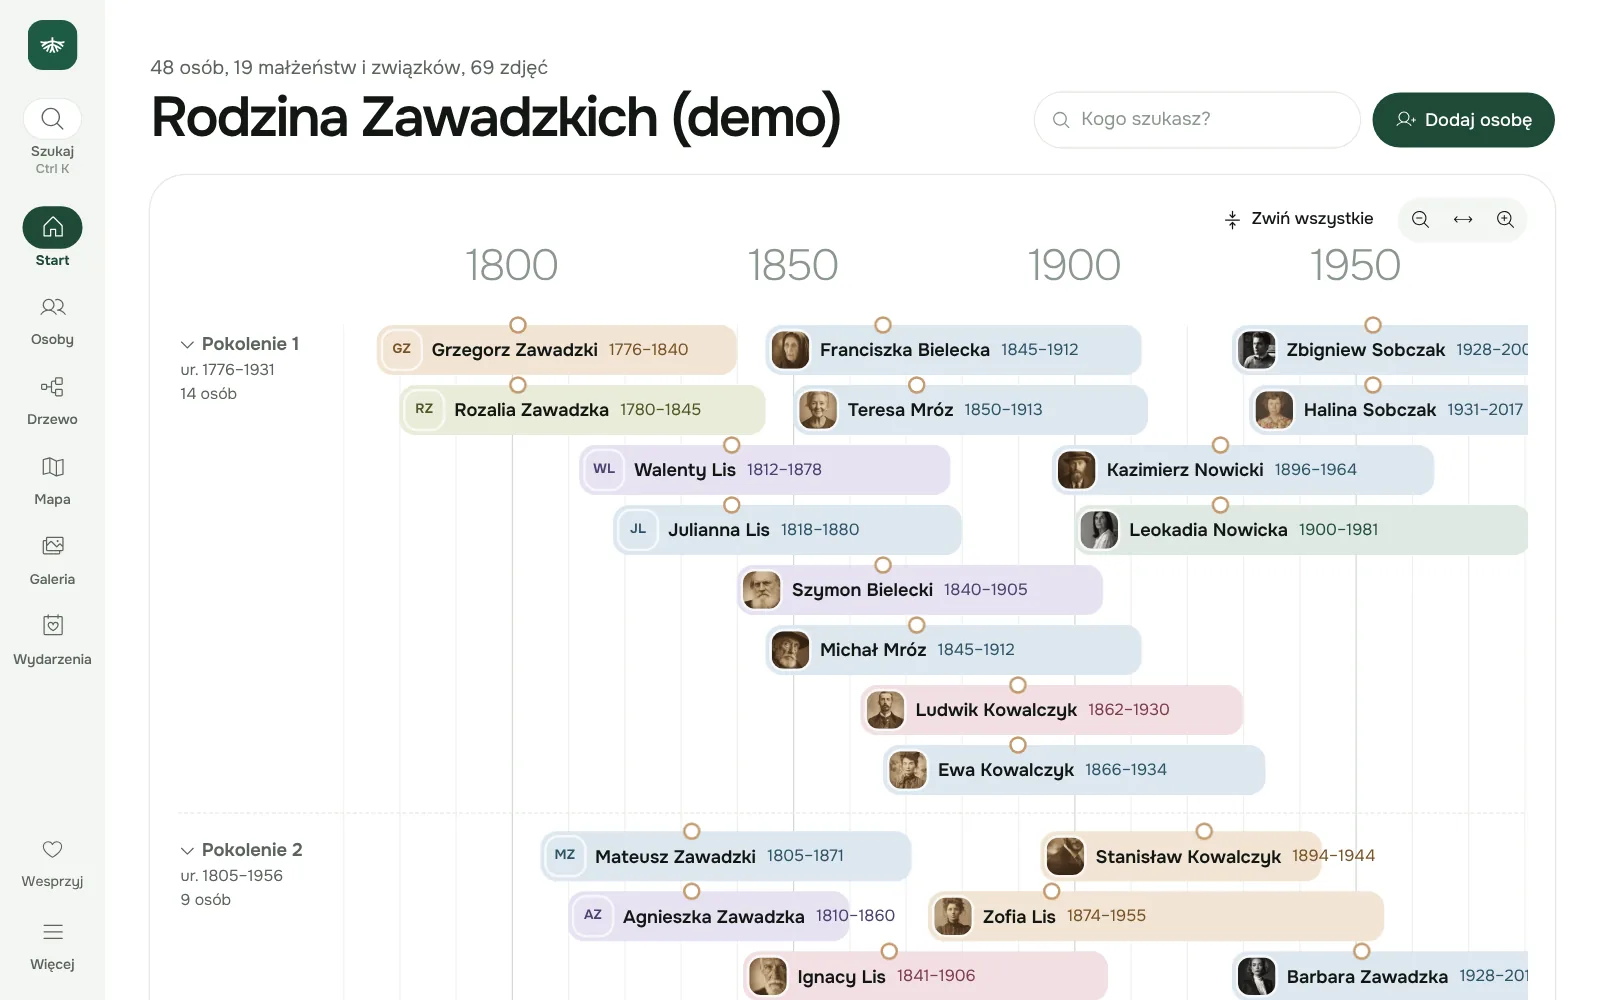 48 osób, 19 małżeństw i związków, 69 zdjęć
Rodzina Zawadzkich (demo)
Kogo szukasz?
Dodaj osobę
Szukaj
Ctrl K
Start
Osoby
Drzewo
Mapa
Galeria
Wydarzenia
Wesprzyj
Więcej
Zwiń wszystkie
1800 1850 1900 1950
Pokolenie 1
ur. 1776–1931
14 osób
GZ Grzegorz Zawadzki 1776–1840
Franciszka Bielecka 1845–1912
Zbigniew Sobczak 1928–200
RZ Rozalia Zawadzka 1780–1845
Teresa Mróz 1850–1913
Halina Sobczak 1931–2017
WL Walenty Lis 1812–1878
Kazimierz Nowicki 1896–1964
JL Julianna Lis 1818–1880
Leokadia Nowicka 1900–1981
Szymon Bielecki 1840–1905
Michał Mróz 1845–1912
Ludwik Kowalczyk 1862–1930
Ewa Kowalczyk 1866–1934
Pokolenie 2
ur. 1805–1956
9 osób
MZ Mateusz Zawadzki 1805–1871
Stanisław Kowalczyk 1894–1944
AZ Agnieszka Zawadzka 1810–1860
Zofia Lis 1874–1955
Ignacy Lis 1841–1906
Barbara Zawadzka 1928–201